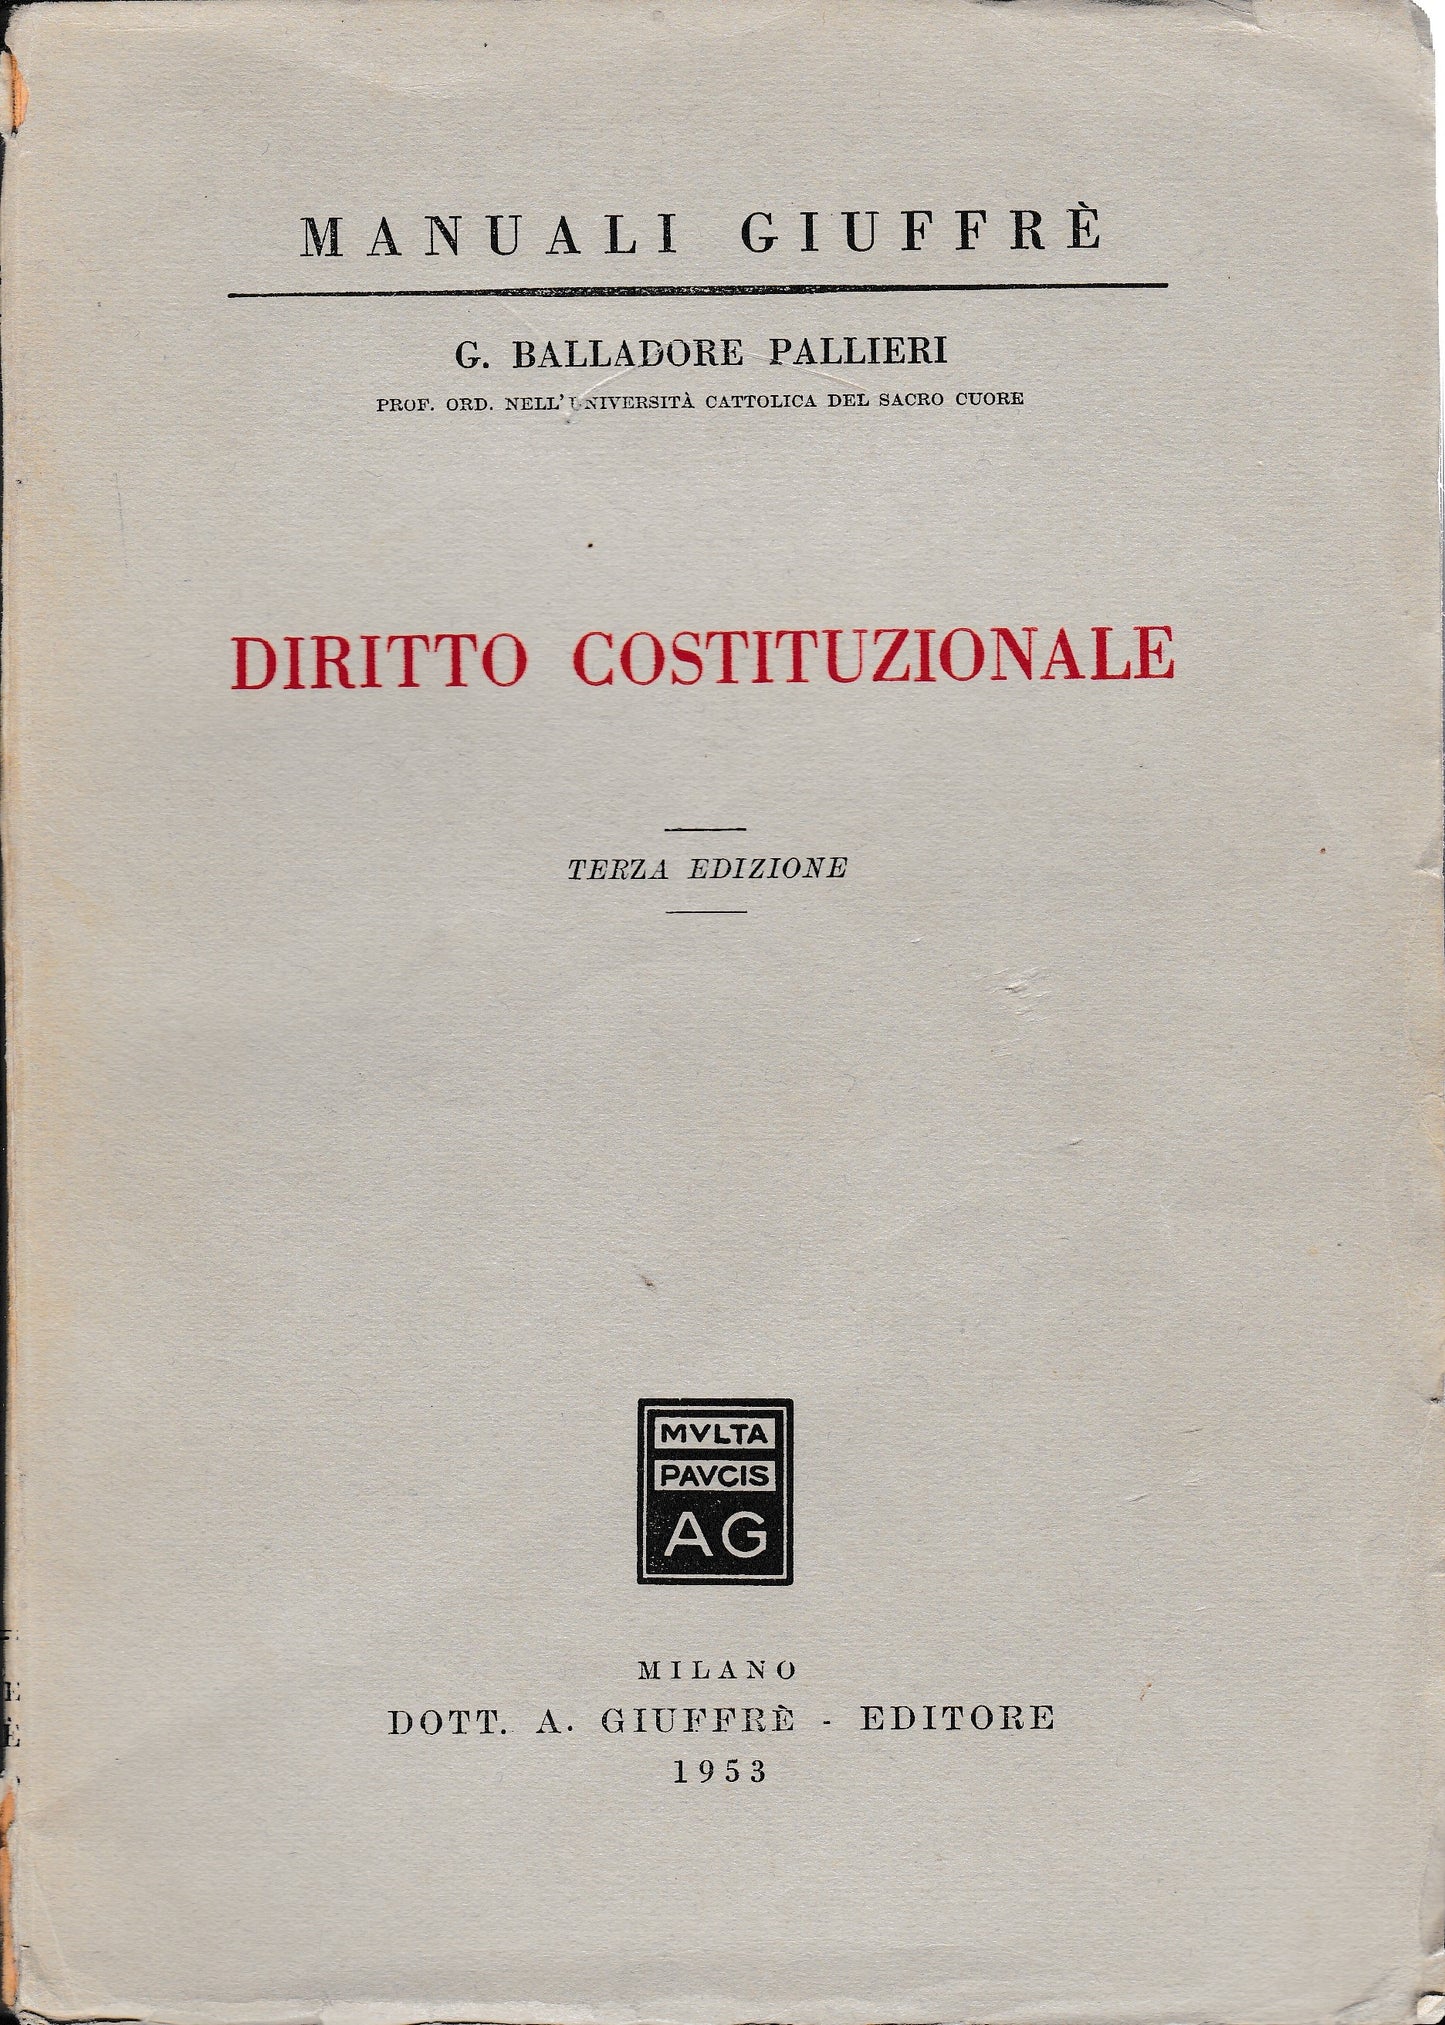 MANUALI GIUFFRÈ
G. BALLADORE PALLIERI
PROF. ORD. NELL'UNIVERSITÀ CATTOLICA DEL SACRO CUORE
DIRITTO COSTITUZIONALE
TERZA EDIZIONE
MVLTA
PAVCIS
AG
MILANO
DOTT. A. GIUFFRÈ - EDITORE
1953